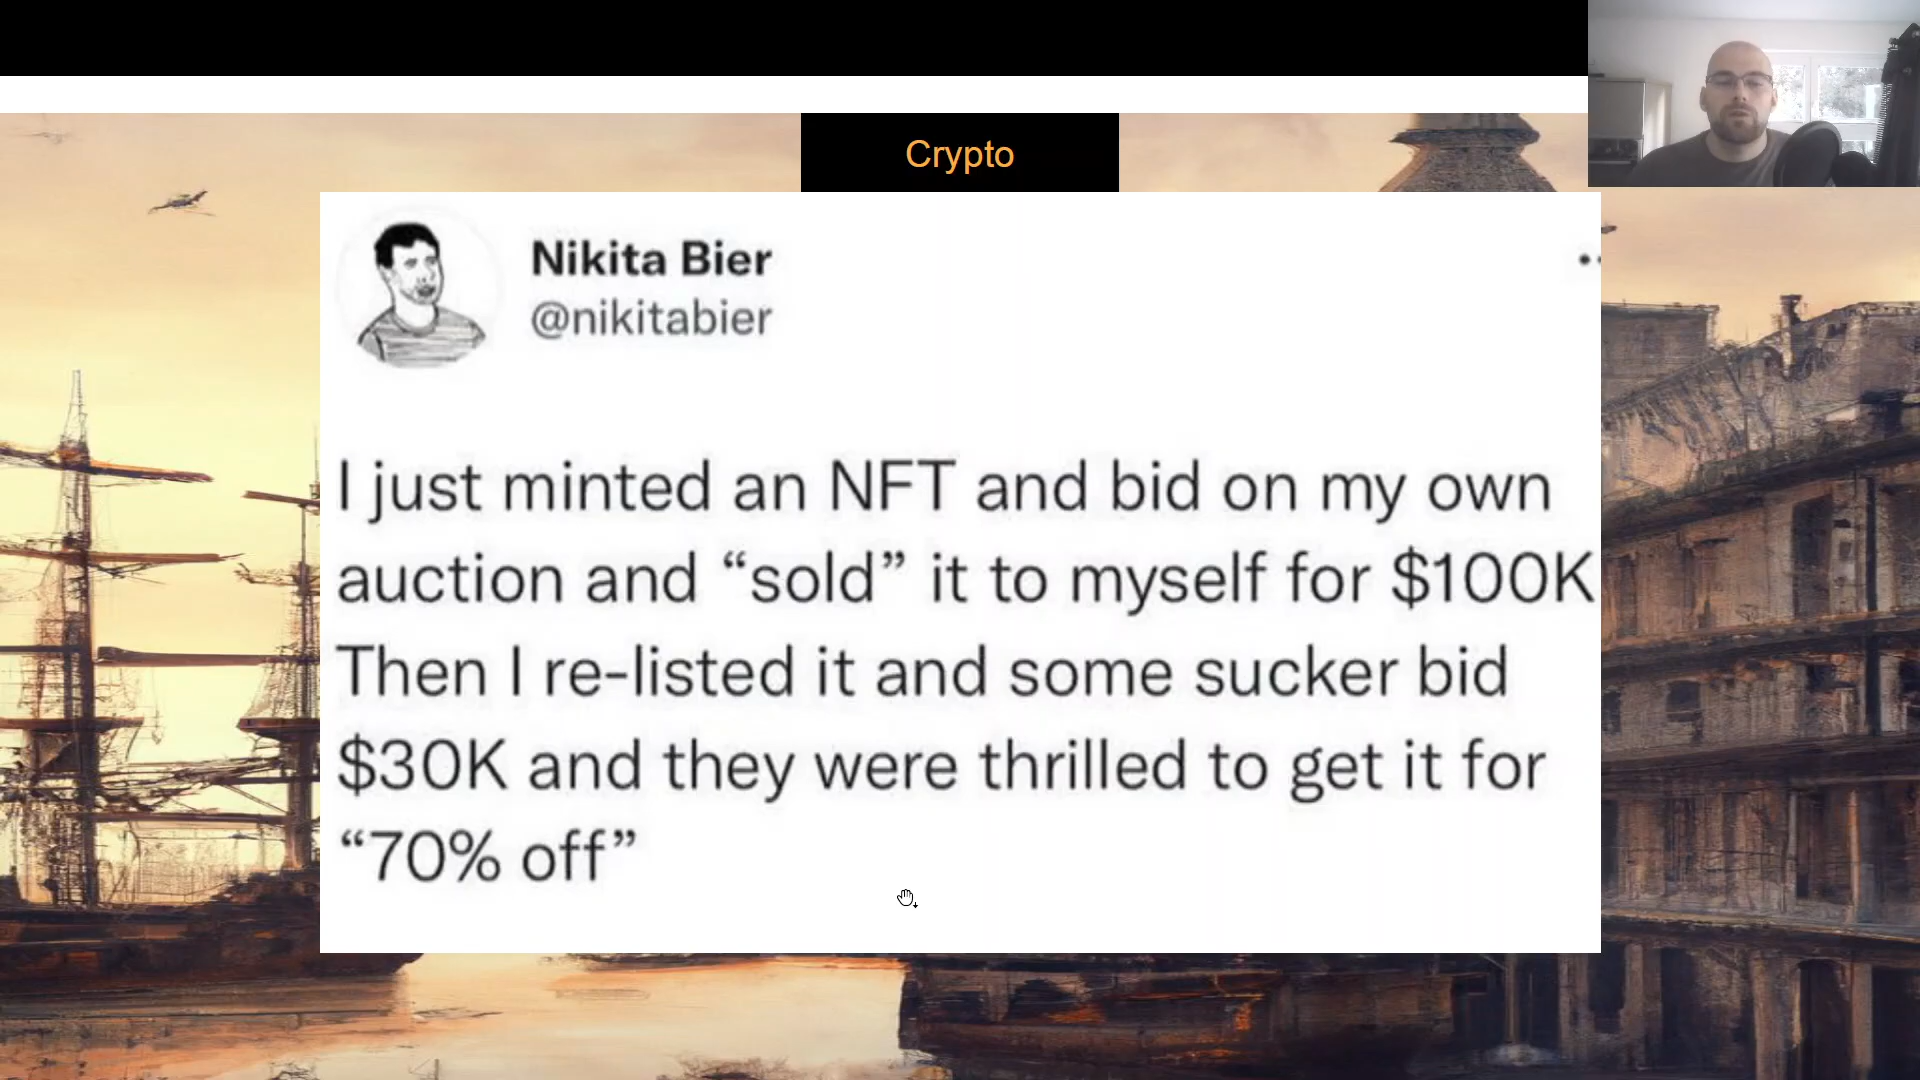 Crypto
Nikita Bier
@nikitabier
I just minted an NFT and bid on my own
auction and “sold” it to myself for $100K
Then I re-listed it and some sucker bid
$30K and they were thrilled to get it for
“70% off”